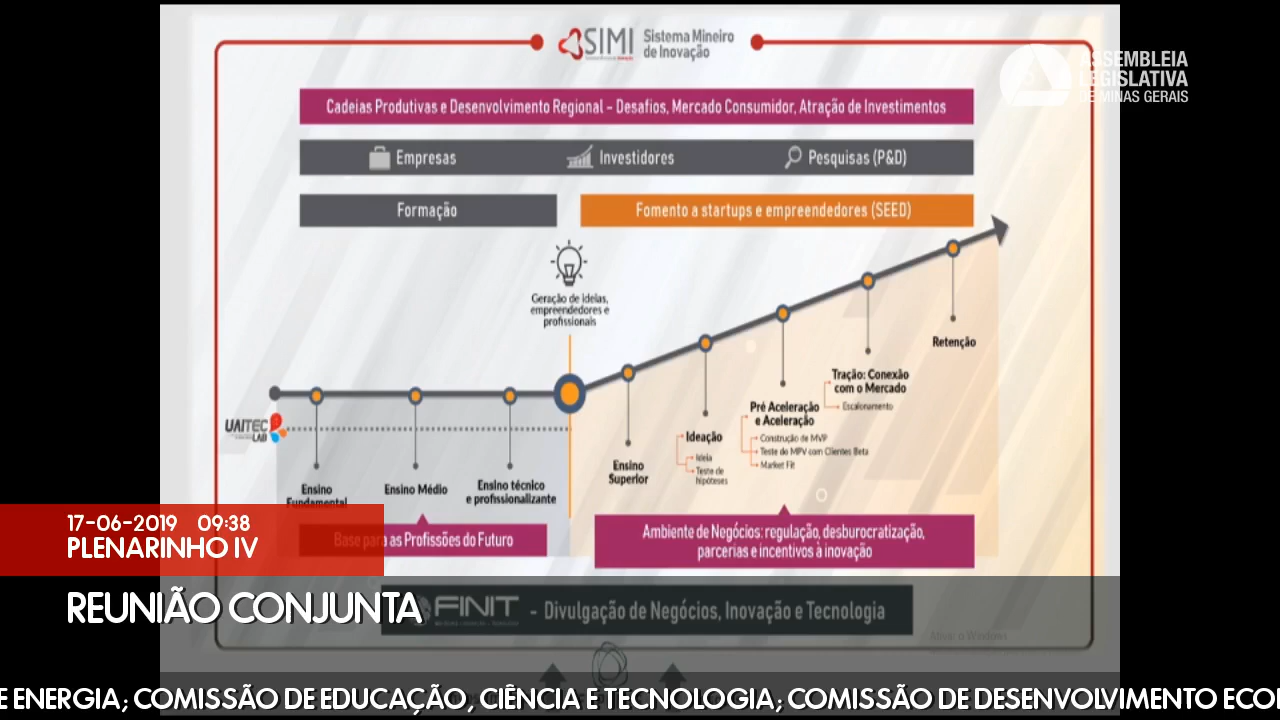 SIMI Sistema Mineiro
de Inovação
ASSEMBLEIA
LEGISLATIVA
DE MINAS GERAIS
Cadeias Produtivas e Desenvolvimento Regional - Desafios, Mercado Consumidor, Atração de Investimentos
Empresas Investidores Pesquisas (P&D)
Formação Fomento a startups e empreendedores (SEED)
Geração de ideias,
empreendedores e
profissionais
Retenção
Tração: Conexão
com o Mercado
Escalonamento
Pré Aceleração
e Aceleração
Construção de MVP
Teste do MPV com Clientes Beta
Market Fit
UAITEC
LAB
Ideação
Ideia
Teste de
hipóteses
Ensino
Superior
Ensino
Fundamental
Ensino Médio
Ensino técnico
e profissionalizante
17-06-2019 09:38
PLENARINHO IV
Base para as Profissões do Futuro
Ambiente de Negócios: regulação, desburocratização,
parcerias e incentivos à inovação
REUNIÃO CONJUNTA
FINIT - Divulgação de Negócios, Inovação e Tecnologia
Ativar o Windows
E ENERGIA; COMISSÃO DE EDUCAÇÃO, CIÊNCIA E TECNOLOGIA; COMISSÃO DE DESENVOLVIMENTO ECO